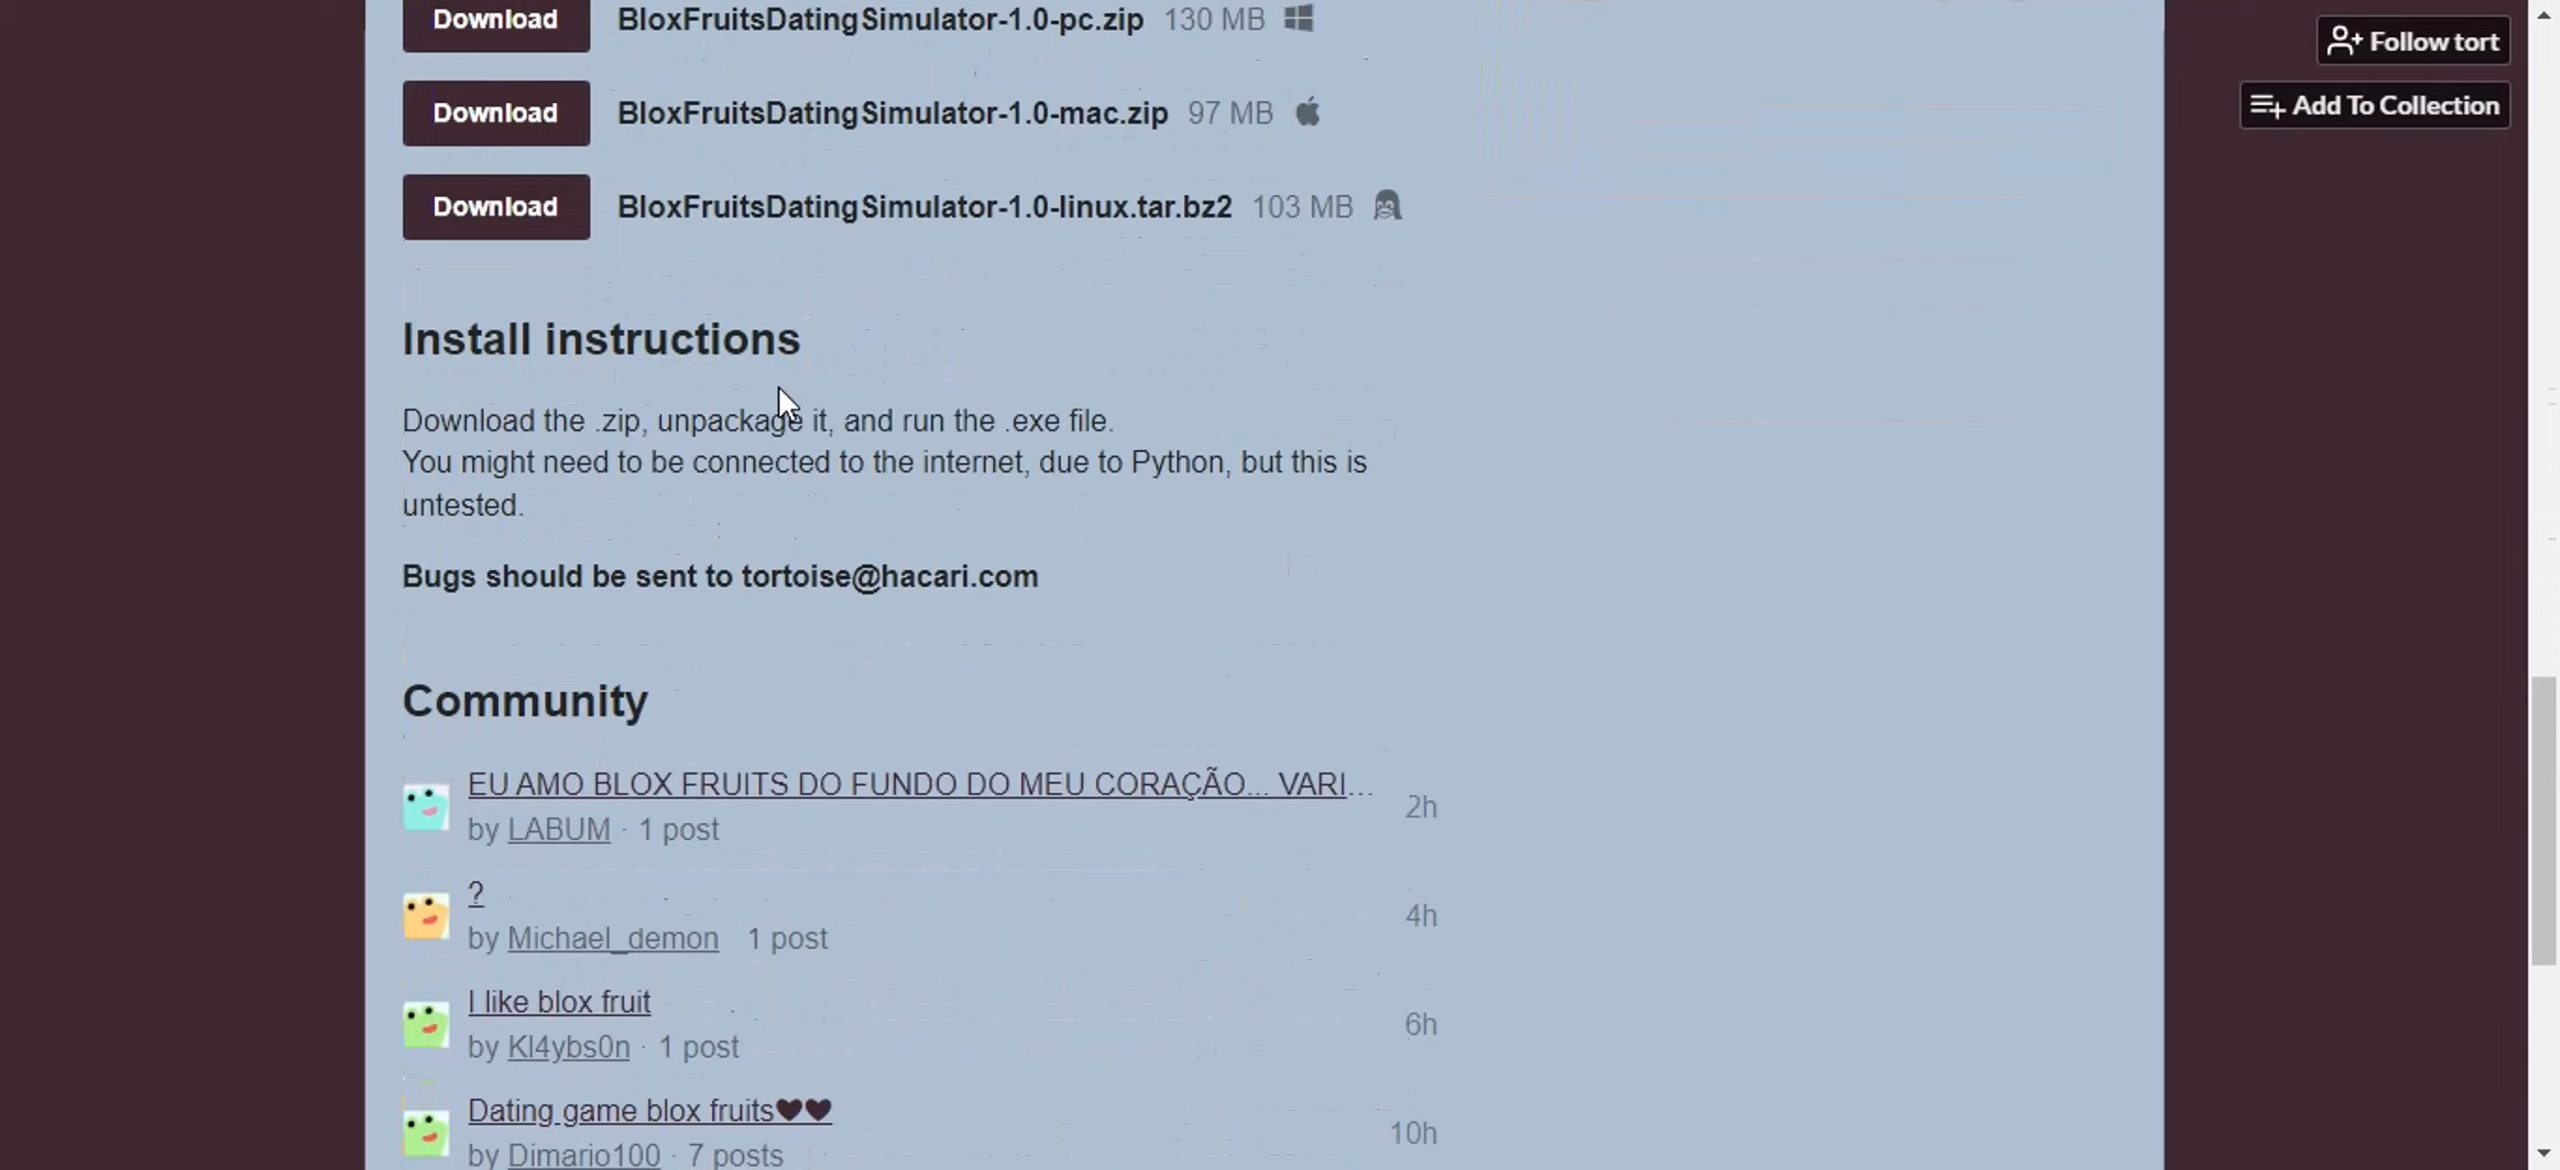 Download BloxFruitsDatingSimulator-1.0-pc.zip 130 MB
Follow tort
Download BloxFruitsDatingSimulator-1.0-mac.zip 97 MB
Add To Collection
Download BloxFruitsDatingSimulator-1.0-linux.tar.bz2 103 MB
Install instructions
Download the .zip, unpackage it, and run the .exe file.
You might need to be connected to the internet, due to Python, but this is
untested.
Bugs should be sent to tortoise@hacari.com
Community
EU AMO BLOX FRUITS DO FUNDO DO MEU CORAÇÃO... VARI...
2h
by LABUM · 1 post
?
4h
by Michael_demon 1 post
I like blox fruit
6h
by Kl4ybs0n · 1 post
Dating game blox fruits🖤🖤
10h
by Dimario100 · 7 posts